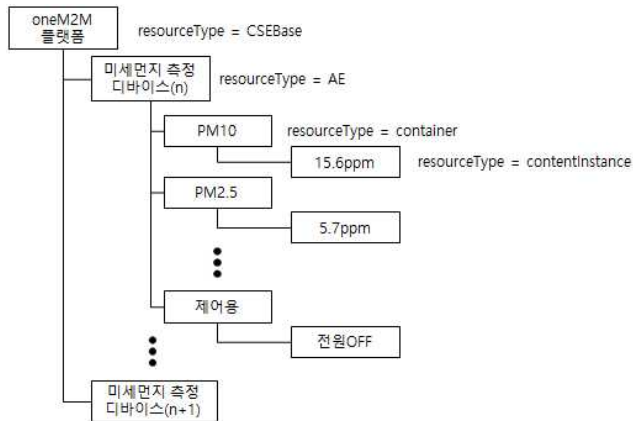 oneM2M
플랫폼
resourceType = CSEBase
미세먼지 측정
디바이스(n)
resourceType = AE
PM10
resourceType = container
15.6ppm
resourceType = contentInstance
PM2.5
5.7ppm
제어용
전원OFF
미세먼지 측정
디바이스(n+1)